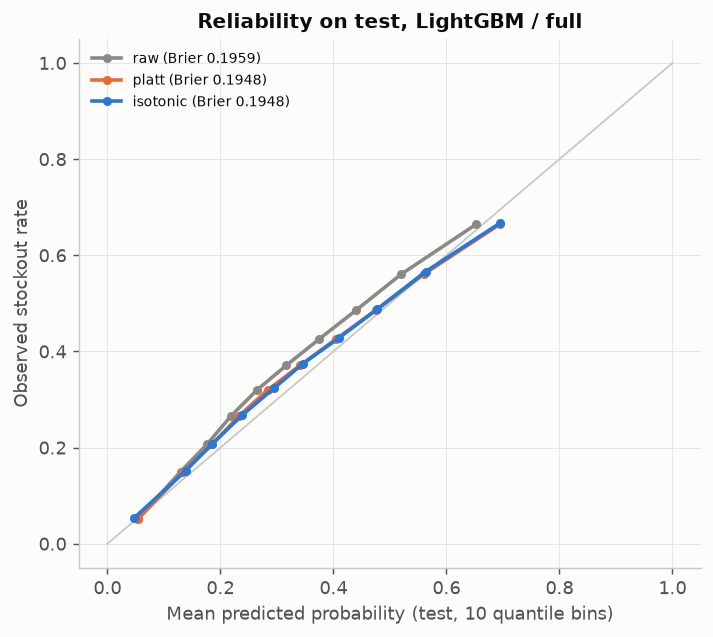 Reliability on test, LightGBM / full
raw (Brier 0.1959)
platt (Brier 0.1948)
isotonic (Brier 0.1948)
1.0
0.8
0.6
0.4
0.2
0.0
Observed stockout rate
0.0 0.2 0.4 0.6 0.8 1.0
Mean predicted probability (test, 10 quantile bins)